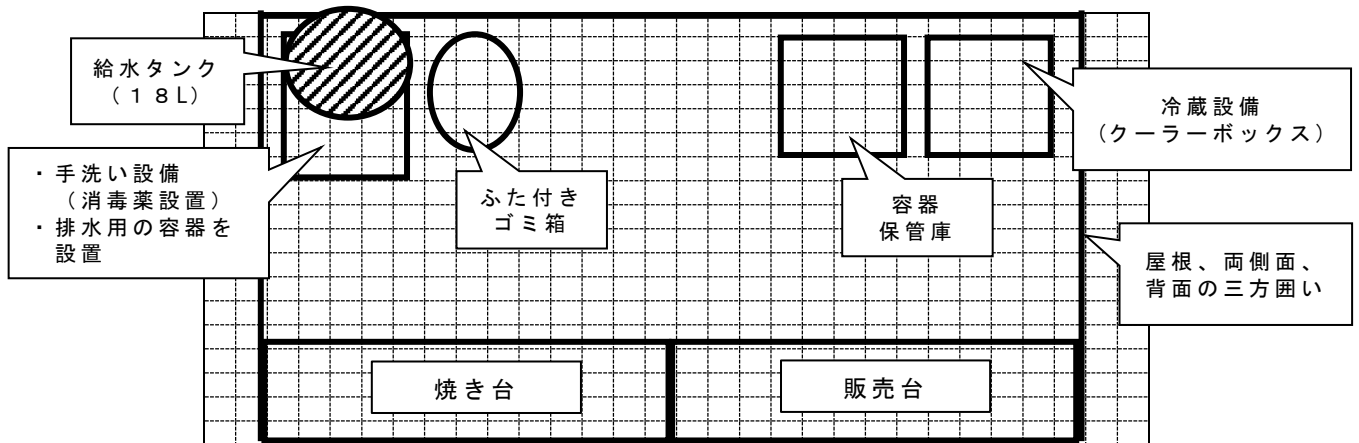 給水タンク
（１８L）
・手洗い設備
（消毒薬設置）
・排水用の容器を
設置
ふた付き
ゴミ箱
容器
保管庫
冷蔵設備
（クーラーボックス）
屋根、両側面、
背面の三方囲い
焼き台
販売台